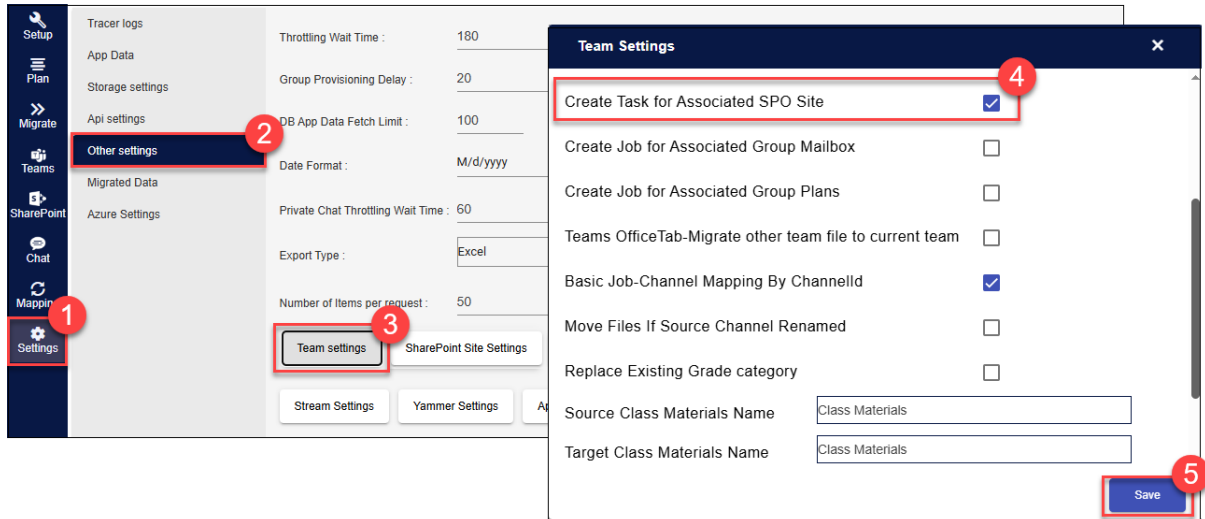 Setup
Plan
Migrate
Teams
SharePoint
Chat
Mapping
1
Settings
Tracer logs
App Data
Storage settings
Api settings
2
Other settings
Migrated Data
Azure Settings
Throttling Wait Time : 180
Group Provisioning Delay : 20
DB App Data Fetch Limit : 100
Date Format : M/d/yyyy
Private Chat Throttling Wait Time : 60
Export Type : Excel
Number of Items per request : 50
3
Team settings SharePoint Site Settings
Stream Settings Yammer Settings
Team Settings
4
Create Task for Associated SPO Site
Create Job for Associated Group Mailbox
Create Job for Associated Group Plans
Teams OfficeTab-Migrate other team file to current team
Basic Job-Channel Mapping By ChannelId
Move Files If Source Channel Renamed
Replace Existing Grade category
Source Class Materials Name Class Materials
Target Class Materials Name Class Materials
5
Save